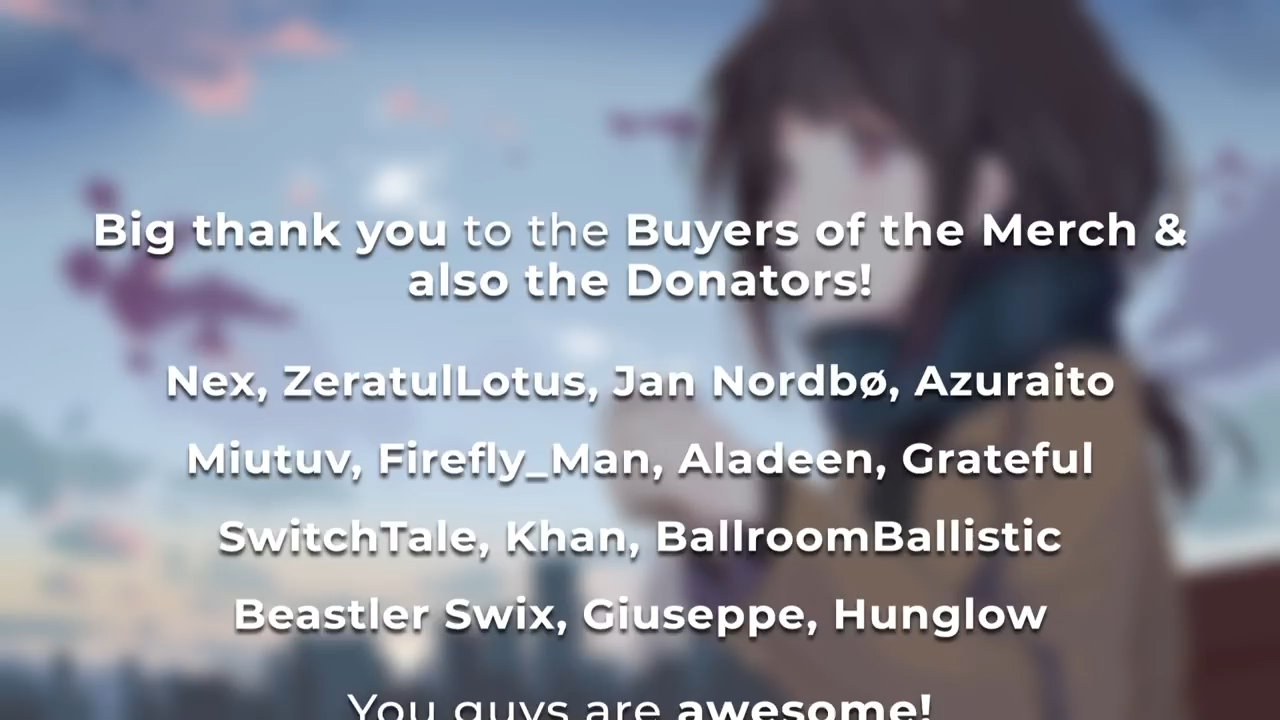 Big thank you to the Buyers of the Merch &
also the Donators!
Nex, ZeratulLotus, Jan Nordbø, Azuraito
Miutuv, Firefly_Man, Aladeen, Grateful
SwitchTale, Khan, BallroomBallistic
Beastler Swix, Giuseppe, Hunglow
You guys are awesome!